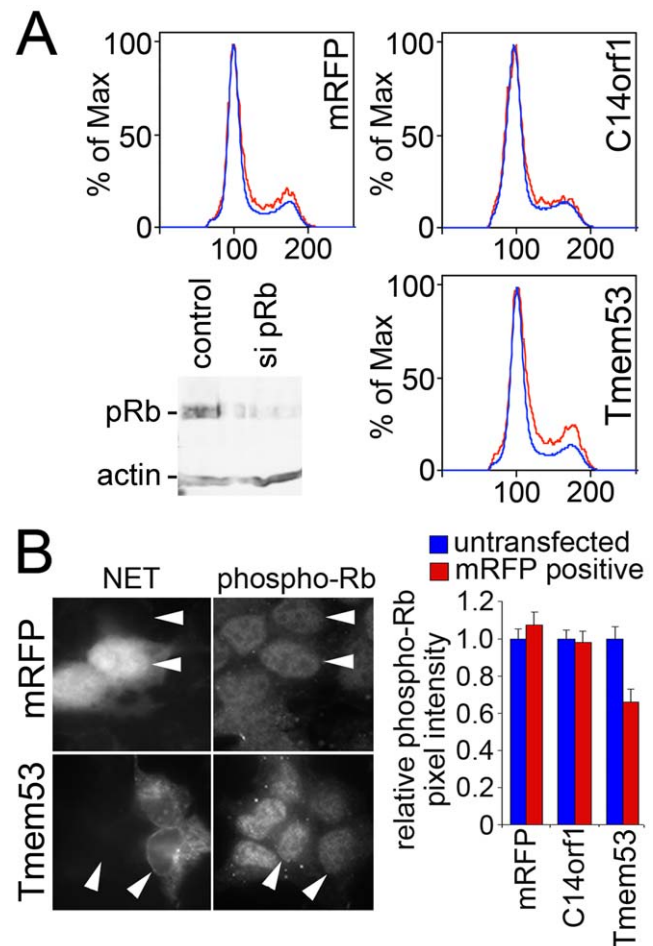 A
% of Max
100
50
0
100
200
mRFP
% of Max
100
50
0
100
200
C14orf1
control
si pRb
pRb
actin
% of Max
100
50
0
100
200
Tmem53
B
NET
phospho-Rb
mRFP
Tmem53
untransfected
mRFP positive
relative phospho-Rb
pixel intensity
1.2
1.0
0.8
0.6
0.4
0.2
0
mRFP
C14orf1
Tmem53